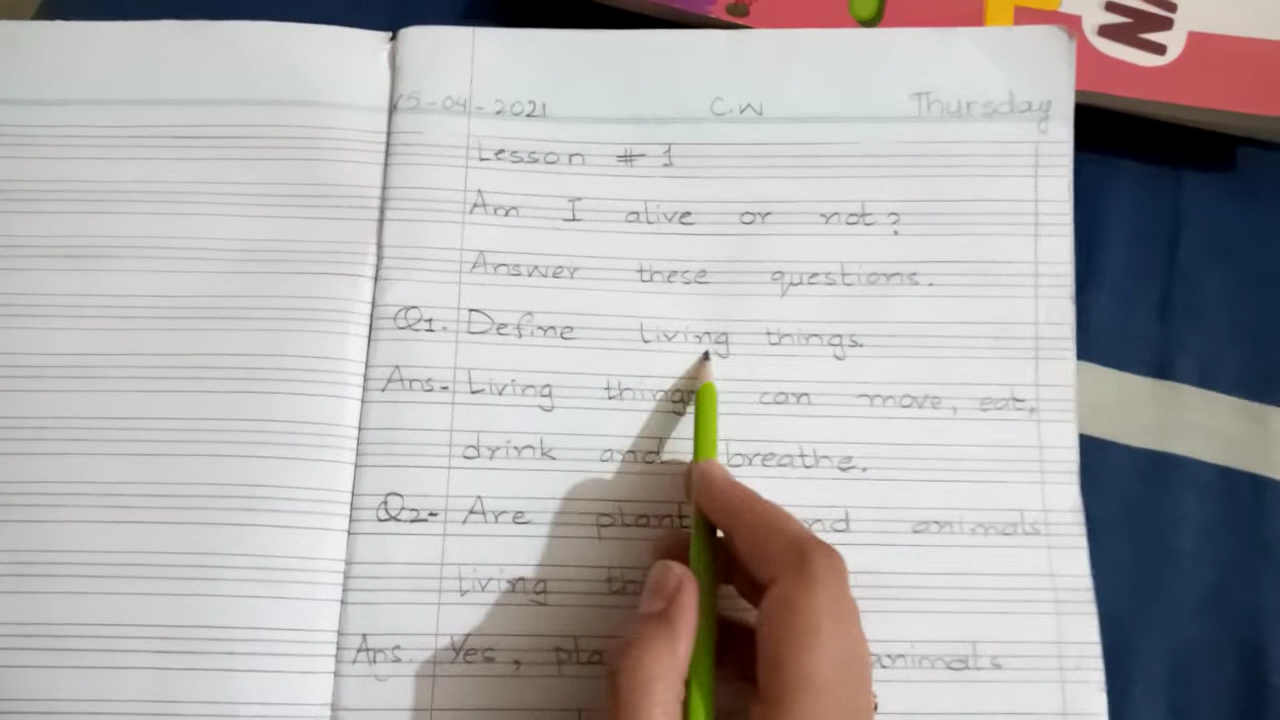 15-04-2021 C.W Thursday
Lesson # 1
Am I alive or not?
Answer these questions.
Q1. Define living things.
Ans- Living things can move, eat,
drink and breathe.
Q2- Are plants and animals
living
Ans. Yes, animals